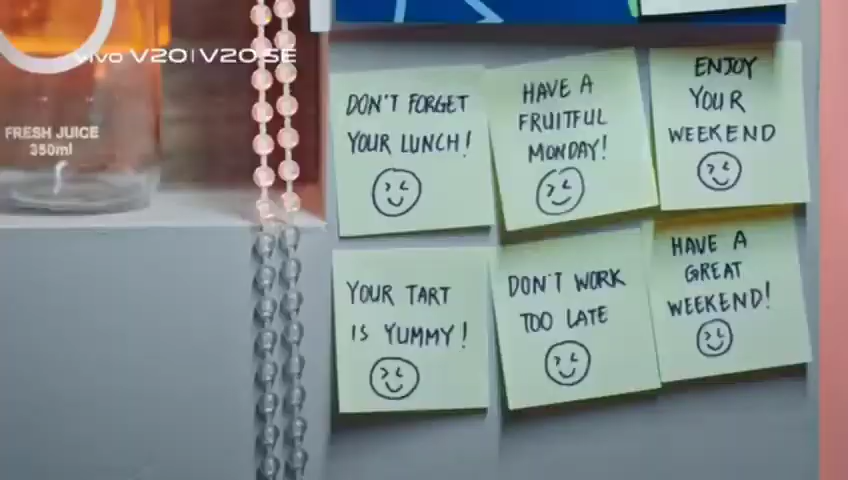 vivo V20 | V20 SE
FRESH JUICE
350ml
DON'T FORGET
YOUR LUNCH!
HAVE A
FRUITFUL
MONDAY!
ENJOY
YOUR
WEEKEND
YOUR TART
IS YUMMY!
DON'T WORK
TOO LATE
HAVE A
GREAT
WEEKEND!